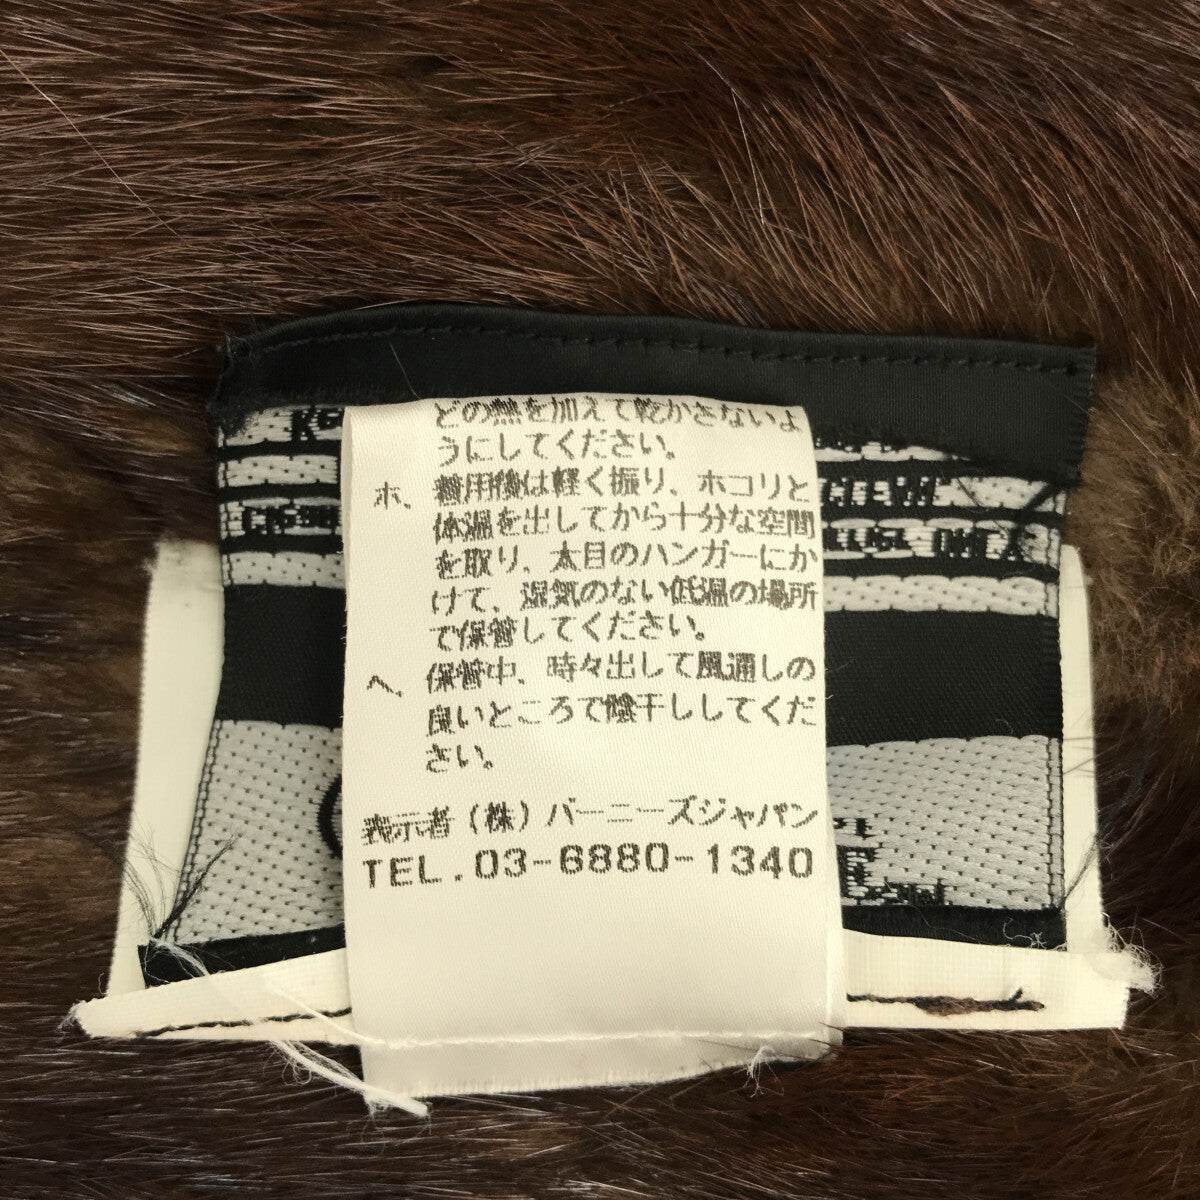 どの熱を加えて乾かさないよ
うにしてください。
ホ、着用後は軽く振り、ホコリと
体温を出してから十分な空間
を取り、太目のハンガーにか
けて、湿気のない低温の場所
で保管してください。
ヘ、保管中、時々出して風通しの
良いところで陰干ししてくだ
さい。
表示者(株)バーニーズジャパン
TEL.03-6880-1340